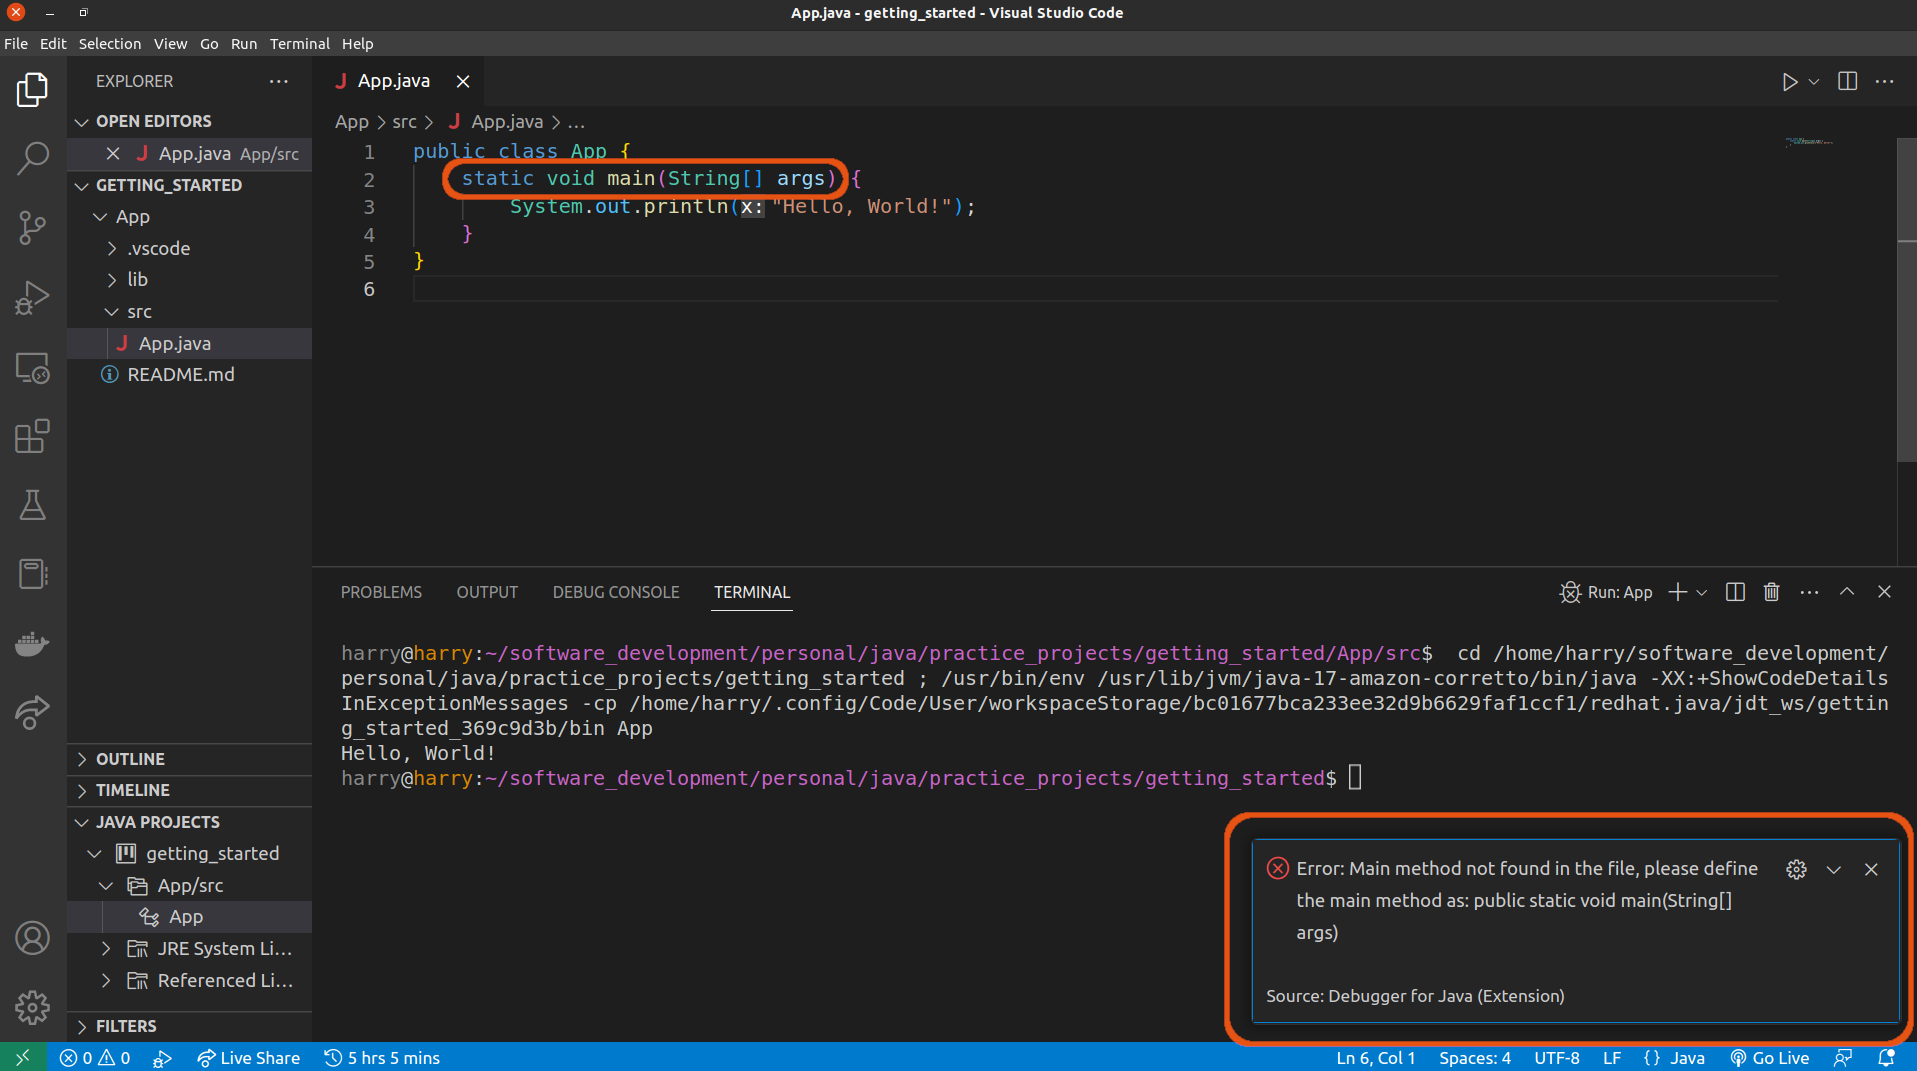 App.java - getting_started - Visual Studio Code
File Edit Selection View Go Run Terminal Help
EXPLORER
OPEN EDITORS
App.java App/src
GETTING_STARTED
App
.vscode
lib
src
App.java
README.md
OUTLINE
TIMELINE
JAVA PROJECTS
getting_started
App/src
App
JRE System Li...
Referenced Li...
FILTERS
App.java
App > src > App.java > ...
1 public class App {
2 static void main(String[] args) {
3 System.out.println(x: "Hello, World!");
4 }
5 }
6
PROBLEMS OUTPUT DEBUG CONSOLE TERMINAL
Run: App
harry@harry:~/software_development/personal/java/practice_projects/getting_started/App/src$ cd /home/harry/software_development/
personal/java/practice_projects/getting_started ; /usr/bin/env /usr/lib/jvm/java-17-amazon-corretto/bin/java -XX:+ShowCodeDetails
InExceptionMessages -cp /home/harry/.config/Code/User/workspaceStorage/bc01677bca233ee32d9b6629faf1ccf1/redhat.java/jdt_ws/gettin
g_started_369c9d3b/bin App
Hello, World!
harry@harry:~/software_development/personal/java/practice_projects/getting_started$
Error: Main method not found in the file, please define
the main method as: public static void main(String[]
args)
Source: Debugger for Java (Extension)
0 0 Live Share 5 hrs 5 mins Ln 6, Col 1 Spaces: 4 UTF-8 LF {} Java Go Live